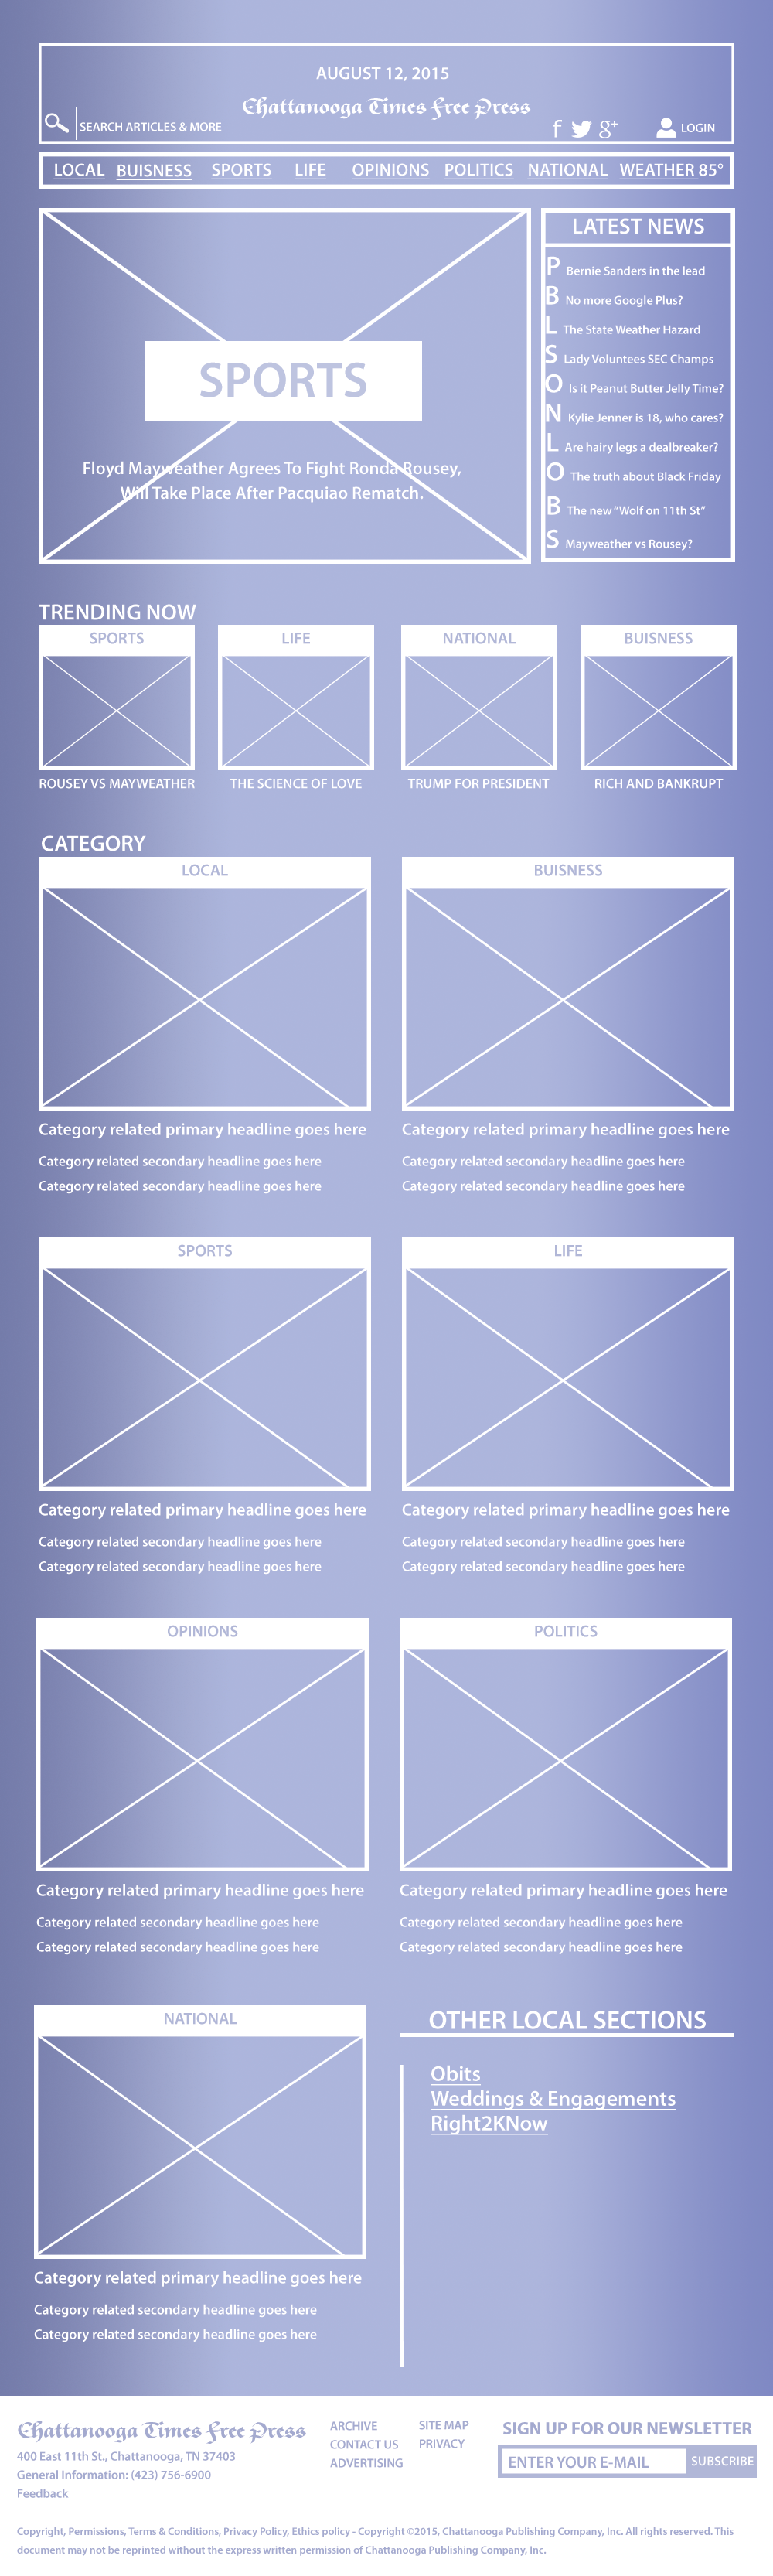 AUGUST 12, 2015
Chattanooga Times Free Press
SEARCH ARTICLES & MORE
f g+ LOGIN
LOCAL BUISNESS SPORTS LIFE OPINIONS POLITICS NATIONAL WEATHER 85°
SPORTS
Floyd Mayweather Agrees To Fight Ronda Rousey,
Will Take Place After Pacquiao Rematch.
LATEST NEWS
P Bernie Sanders in the lead
B No more Google Plus?
L The State Weather Hazard
S Lady Voluntees SEC Champs
O Is it Peanut Butter Jelly Time?
N Kylie Jenner is 18, who cares?
L Are hairy legs a dealbreaker?
O The truth about Black Friday
B The new “Wolf on 11th St”
S Mayweather vs Rousey?
TRENDING NOW
SPORTS
ROUSEY VS MAYWEATHER
LIFE
THE SCIENCE OF LOVE
NATIONAL
TRUMP FOR PRESIDENT
BUISNESS
RICH AND BANKRUPT
CATEGORY
LOCAL
Category related primary headline goes here
Category related secondary headline goes here
Category related secondary headline goes here
BUISNESS
Category related primary headline goes here
Category related secondary headline goes here
Category related secondary headline goes here
SPORTS
Category related primary headline goes here
Category related secondary headline goes here
Category related secondary headline goes here
LIFE
Category related primary headline goes here
Category related secondary headline goes here
Category related secondary headline goes here
OPINIONS
Category related primary headline goes here
Category related secondary headline goes here
Category related secondary headline goes here
POLITICS
Category related primary headline goes here
Category related secondary headline goes here
Category related secondary headline goes here
NATIONAL
Category related primary headline goes here
Category related secondary headline goes here
Category related secondary headline goes here
OTHER LOCAL SECTIONS
Obits
Weddings & Engagements
Right2KNow
Chattanooga Times Free Press
400 East 11th St., Chattanooga, TN 37403
General Information: (423) 756-6900
Feedback
ARCHIVE
CONTACT US
ADVERTISING
SITE MAP
PRIVACY
SIGN UP FOR OUR NEWSLETTER
ENTER YOUR E-MAIL SUBSCRIBE
Copyright, Permissions, Terms & Conditions, Privacy Policy, Ethics policy - Copyright ©2015, Chattanooga Publishing Company, Inc. All rights reserved. This
document may not be reprinted without the express written permission of Chattanooga Publishing Company, Inc.